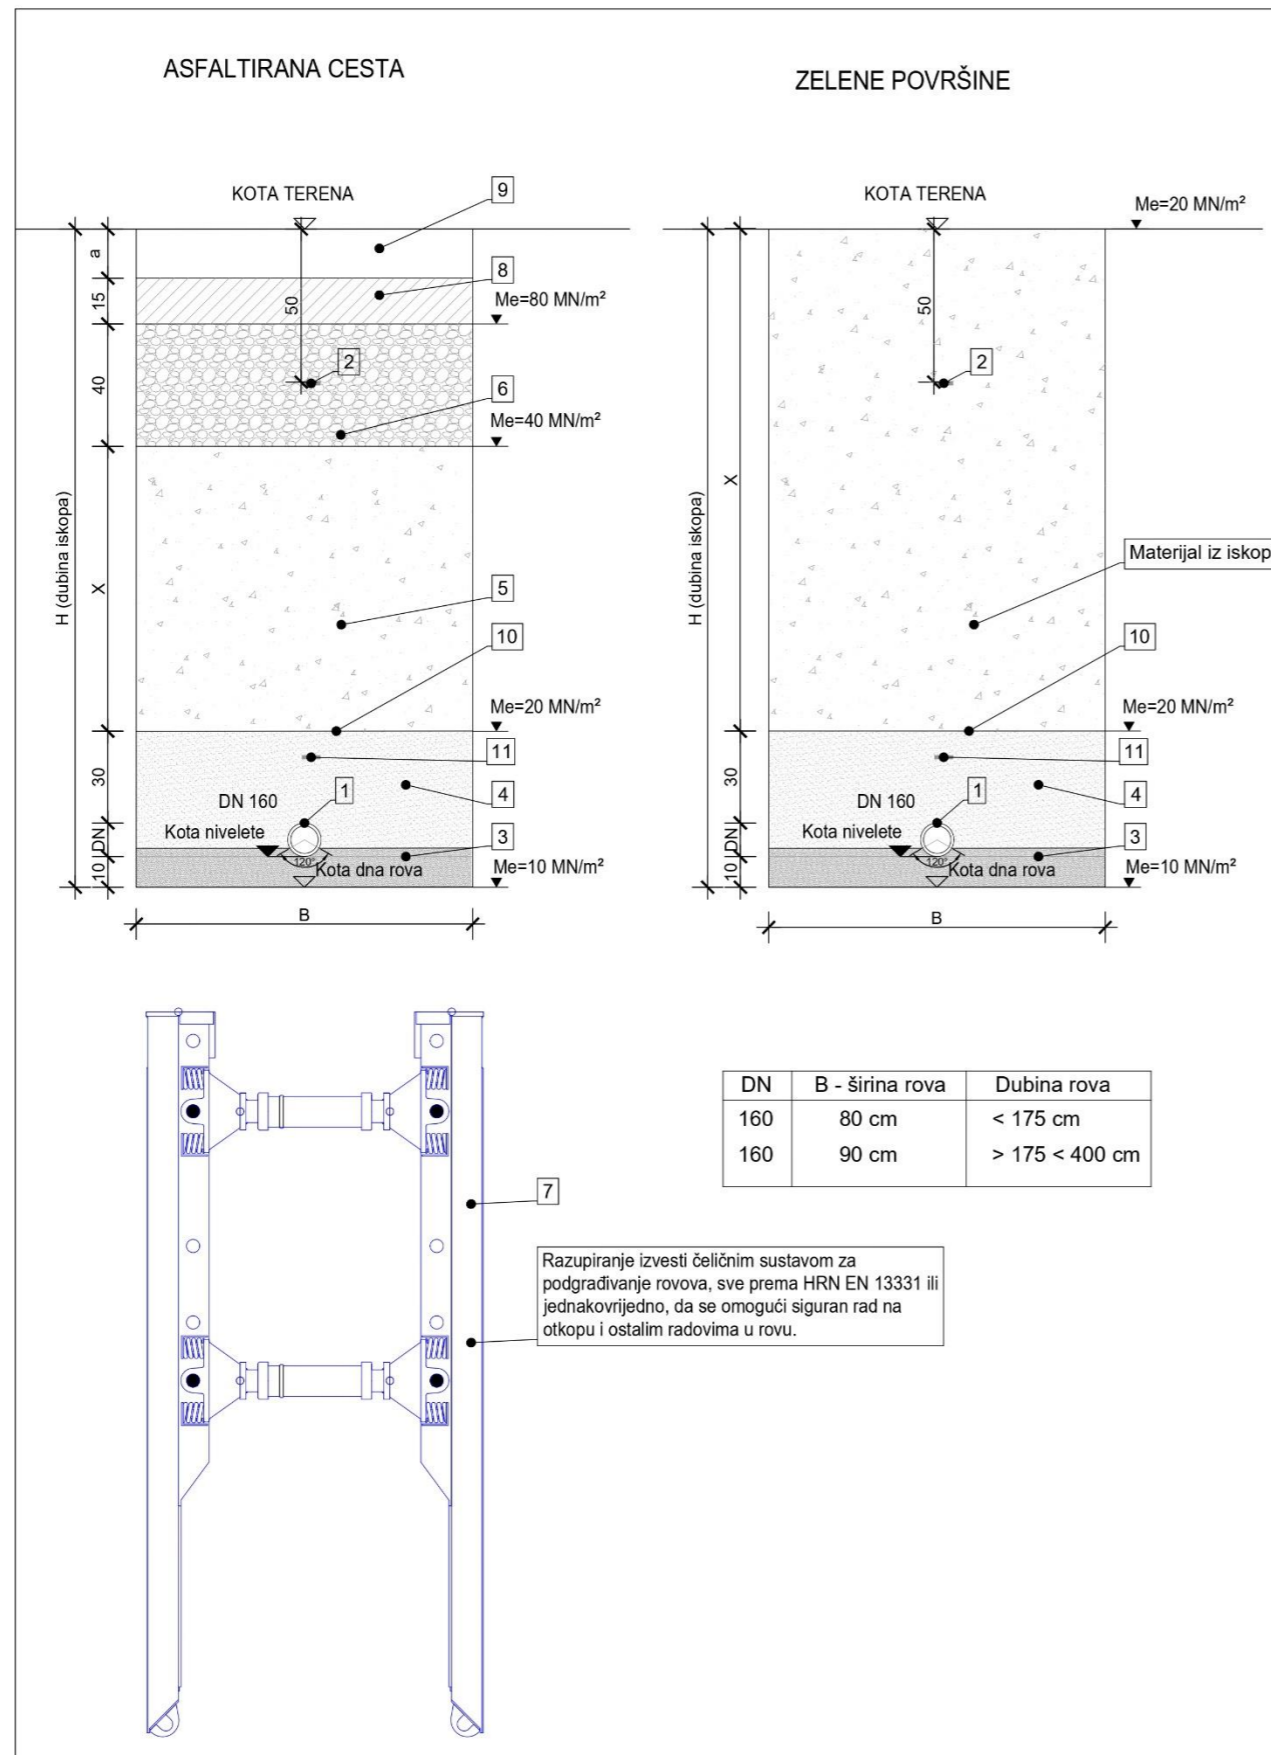 ASFALTIRANA CESTA
KOTA TERENA
9
a
8
15
50
Me=80 MN/m²
2
40
6
Me=40 MN/m²
H (dubina iskopa)
X
5
10
Me=20 MN/m²
11
30
4
DN 160
1
Kota nivelete
DN
3
120°
10
Kota dna rova
Me=10 MN/m²
B
ZELENE POVRŠINE
KOTA TERENA
Me=20 MN/m²
50
2
X
H (dubina iskopa)
Materijal iz iskop
10
Me=20 MN/m²
11
30
4
DN 160
1
Kota nivelete
DN
3
120°
10
Kota dna rova
Me=10 MN/m²
B
DN B - širina rova Dubina rova
160 80 cm < 175 cm
160 90 cm > 175 < 400 cm
7
Razupiranje izvesti čeličnim sustavom za
podgrađivanje rovova, sve prema HRN EN 13331 ili
jednakovrijedno, da se omogući siguran rad na
otkopu i ostalim radovima u rovu.